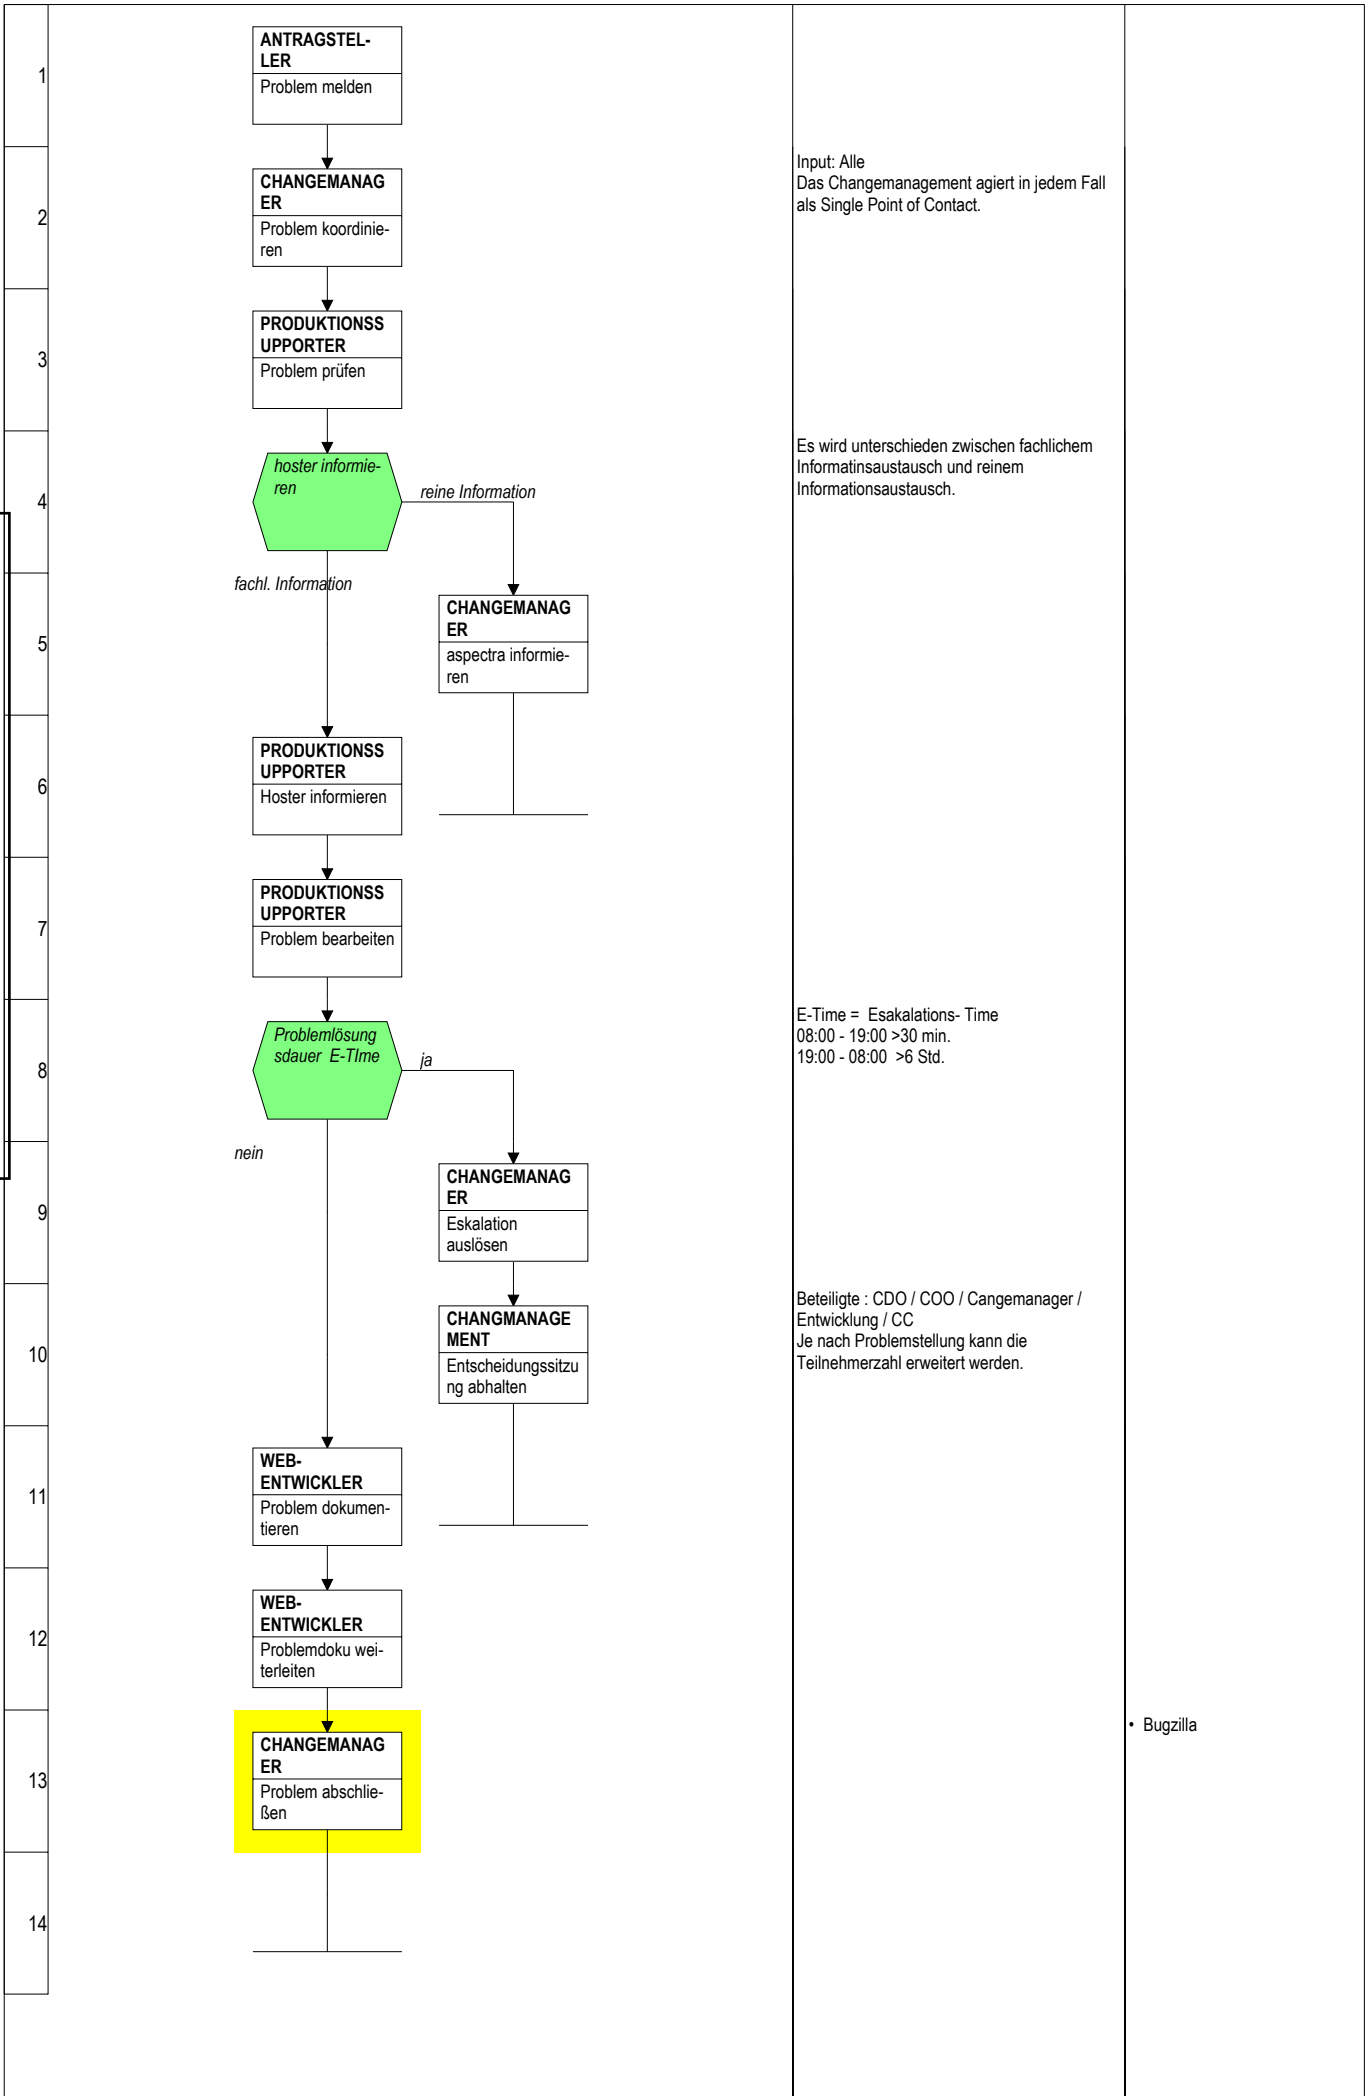 1
ANTRAGSTEL-
LER
Problem melden
2
CHANGEMANAG
ER
Problem koordinie-
ren
Input: Alle
Das Changemanagement agiert in jedem Fall
als Single Point of Contact.
3
PRODUKTIONSS
UPPORTER
Problem prüfen
4
hoster informie-
ren
reine Information
Es wird unterschieden zwischen fachlichem
Informatinsaustausch und reinem
Informationsaustausch.
fachl. Information
5
CHANGEMANAG
ER
aspectra informie-
ren
6
PRODUKTIONSS
UPPORTER
Hoster informieren
7
PRODUKTIONSS
UPPORTER
Problem bearbeiten
8
Problemlösung
sdauer E-TIme
ja
E-Time = Esakalations- Time
08:00 - 19:00 >30 min.
19:00 - 08:00 >6 Std.
nein
9
CHANGEMANAG
ER
Eskalation
auslösen
10
CHANGMANAGE
MENT
Entscheidungssitzu
ng abhalten
Beteiligte : CDO / COO / Cangemanager /
Entwicklung / CC
Je nach Problemstellung kann die
Teilnehmerzahl erweitert werden.
11
WEB-
ENTWICKLER
Problem dokumen-
tieren
12
WEB-
ENTWICKLER
Problemdoku wei-
terleiten
13
CHANGEMANAG
ER
Problem abschlie-
ßen
• Bugzilla
14